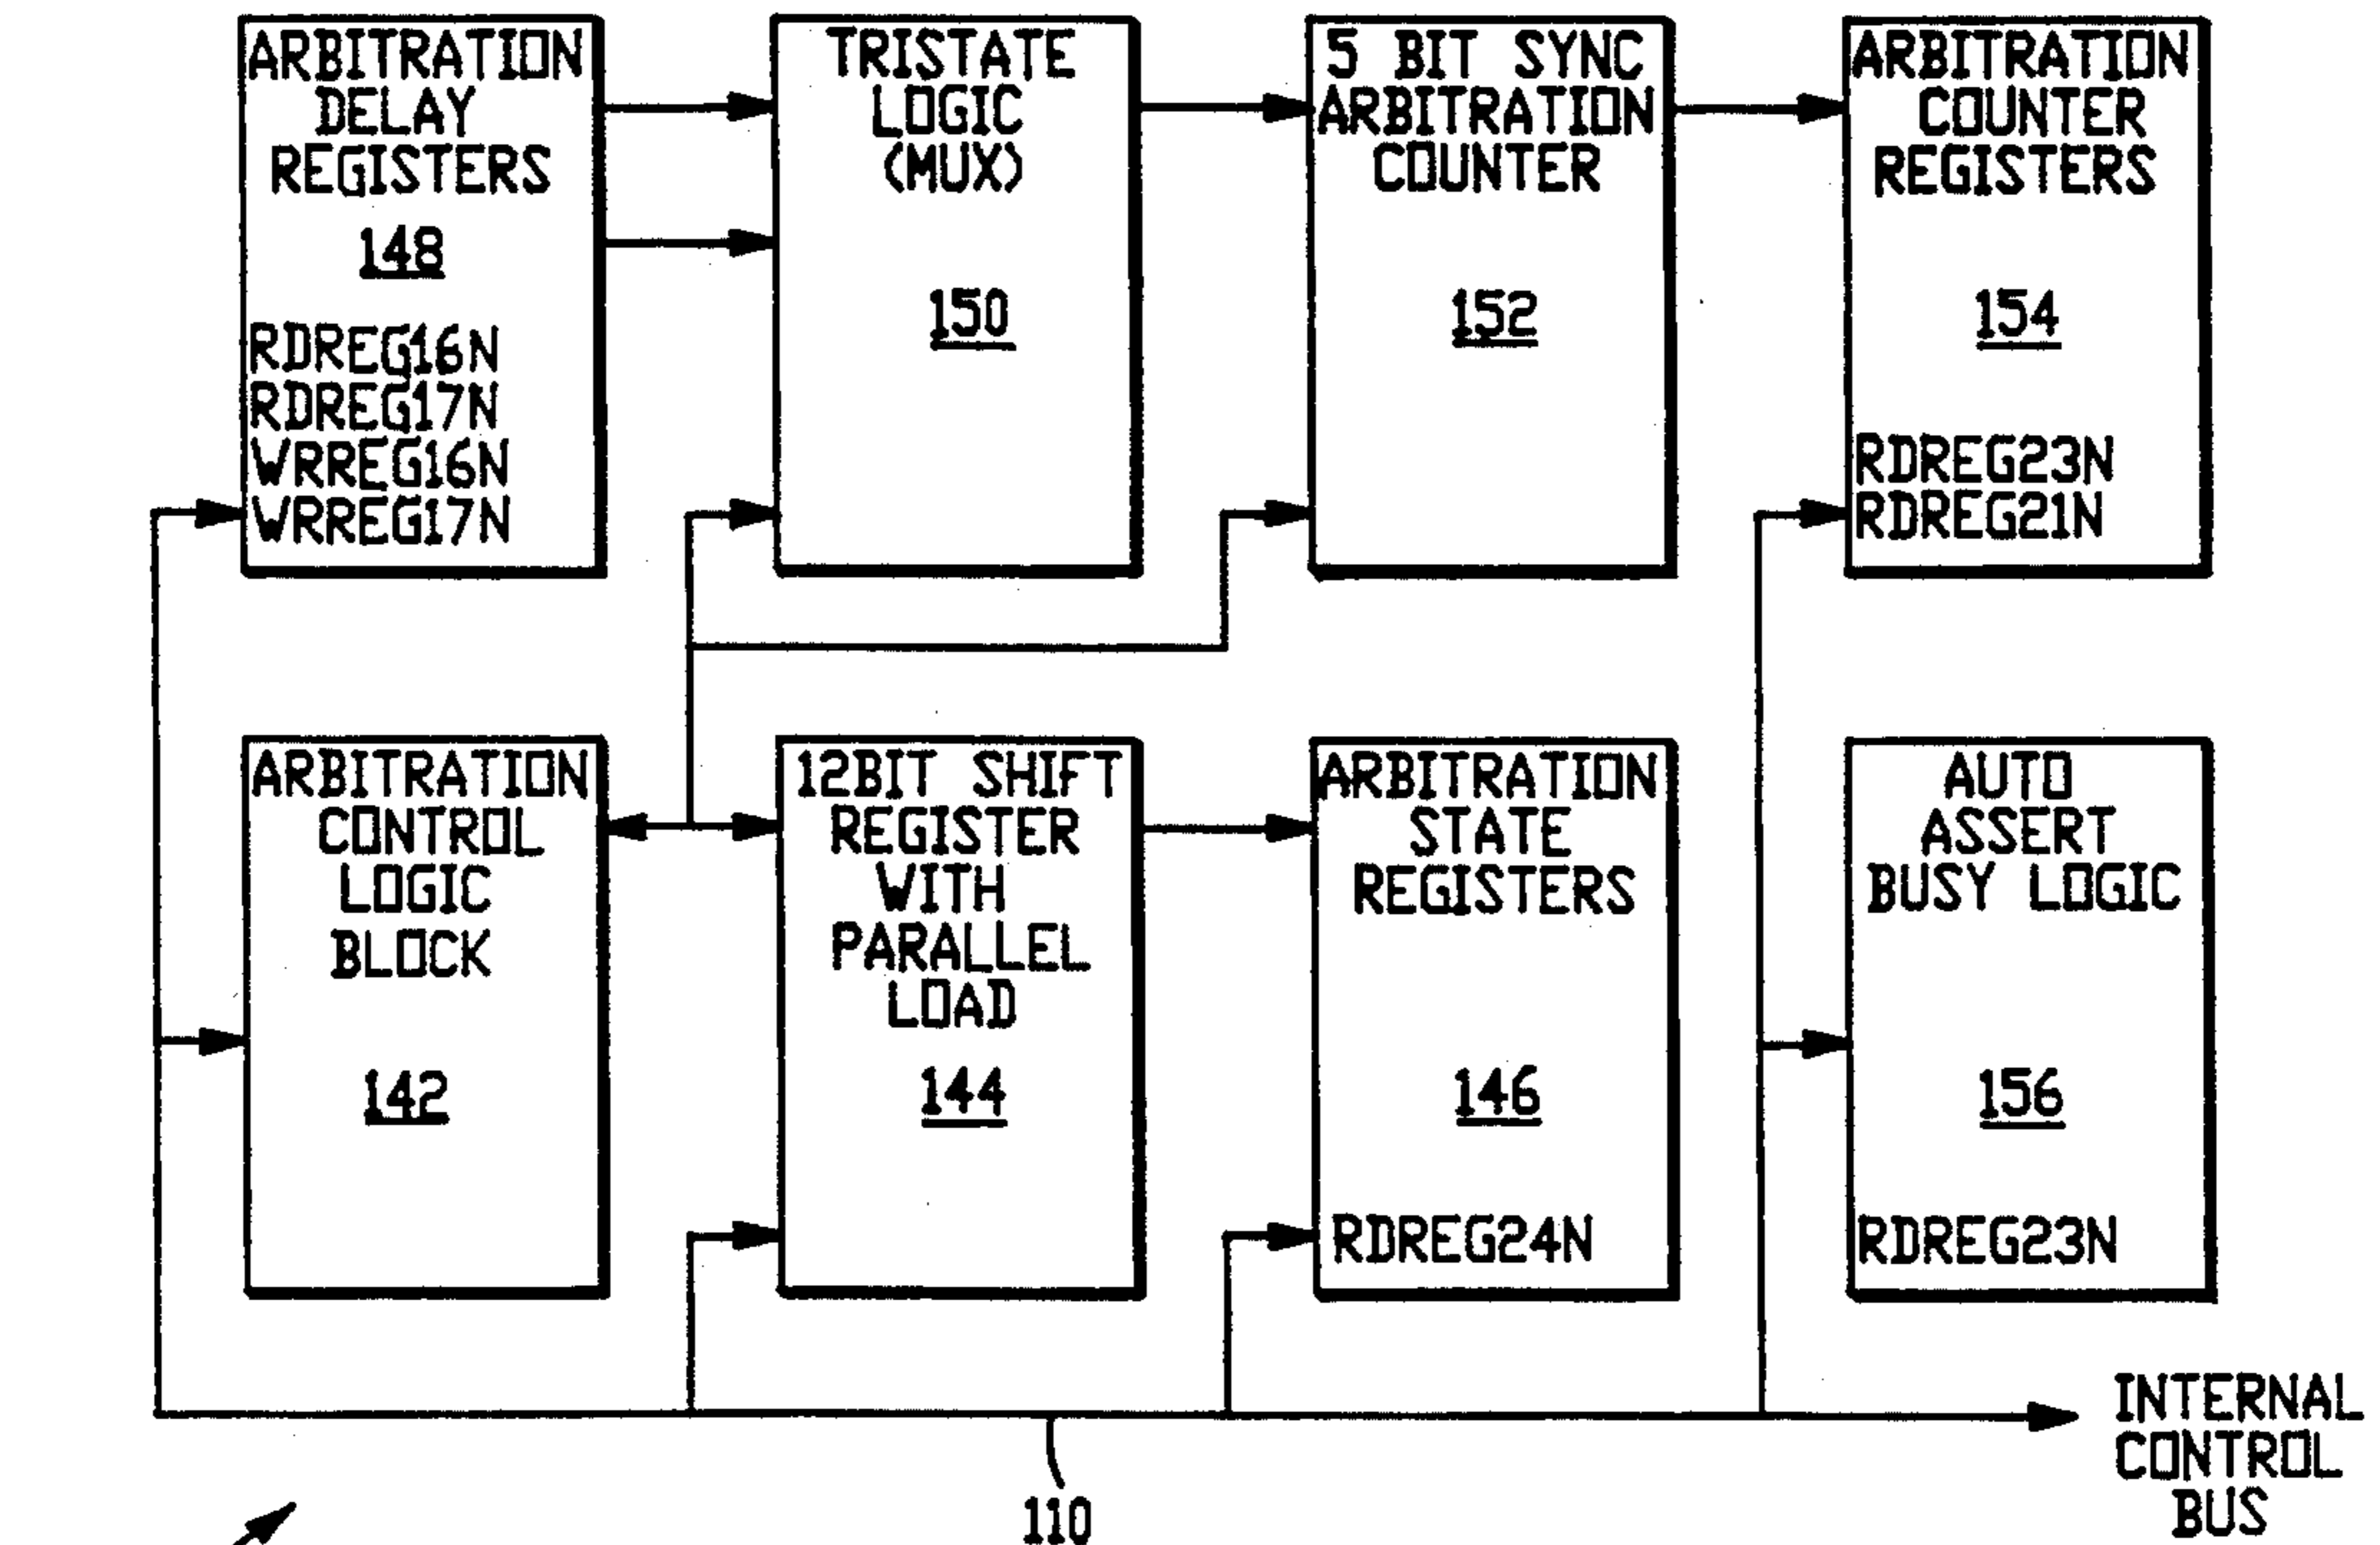 ARBITRATION
DELAY
REGISTERS
148
RDREG16N
RDREG17N
WRREG16N
WRREG17N
TRISTATE
LOGIC
(MUX)
150
5 BIT SYNC
ARBITRATION
COUNTER
152
ARBITRATION
COUNTER
REGISTERS
154
RDREG23N
RDREG21N
ARBITRATION
CONTROL
LOGIC
BLOCK
142
12BIT SHIFT
REGISTER
WITH
PARALLEL
LOAD
144
ARBITRATION
STATE
REGISTERS
146
RDREG24N
AUTO
ASSERT
BUSY LOGIC
156
RDREG23N
110
INTERNAL
CONTROL
BUS